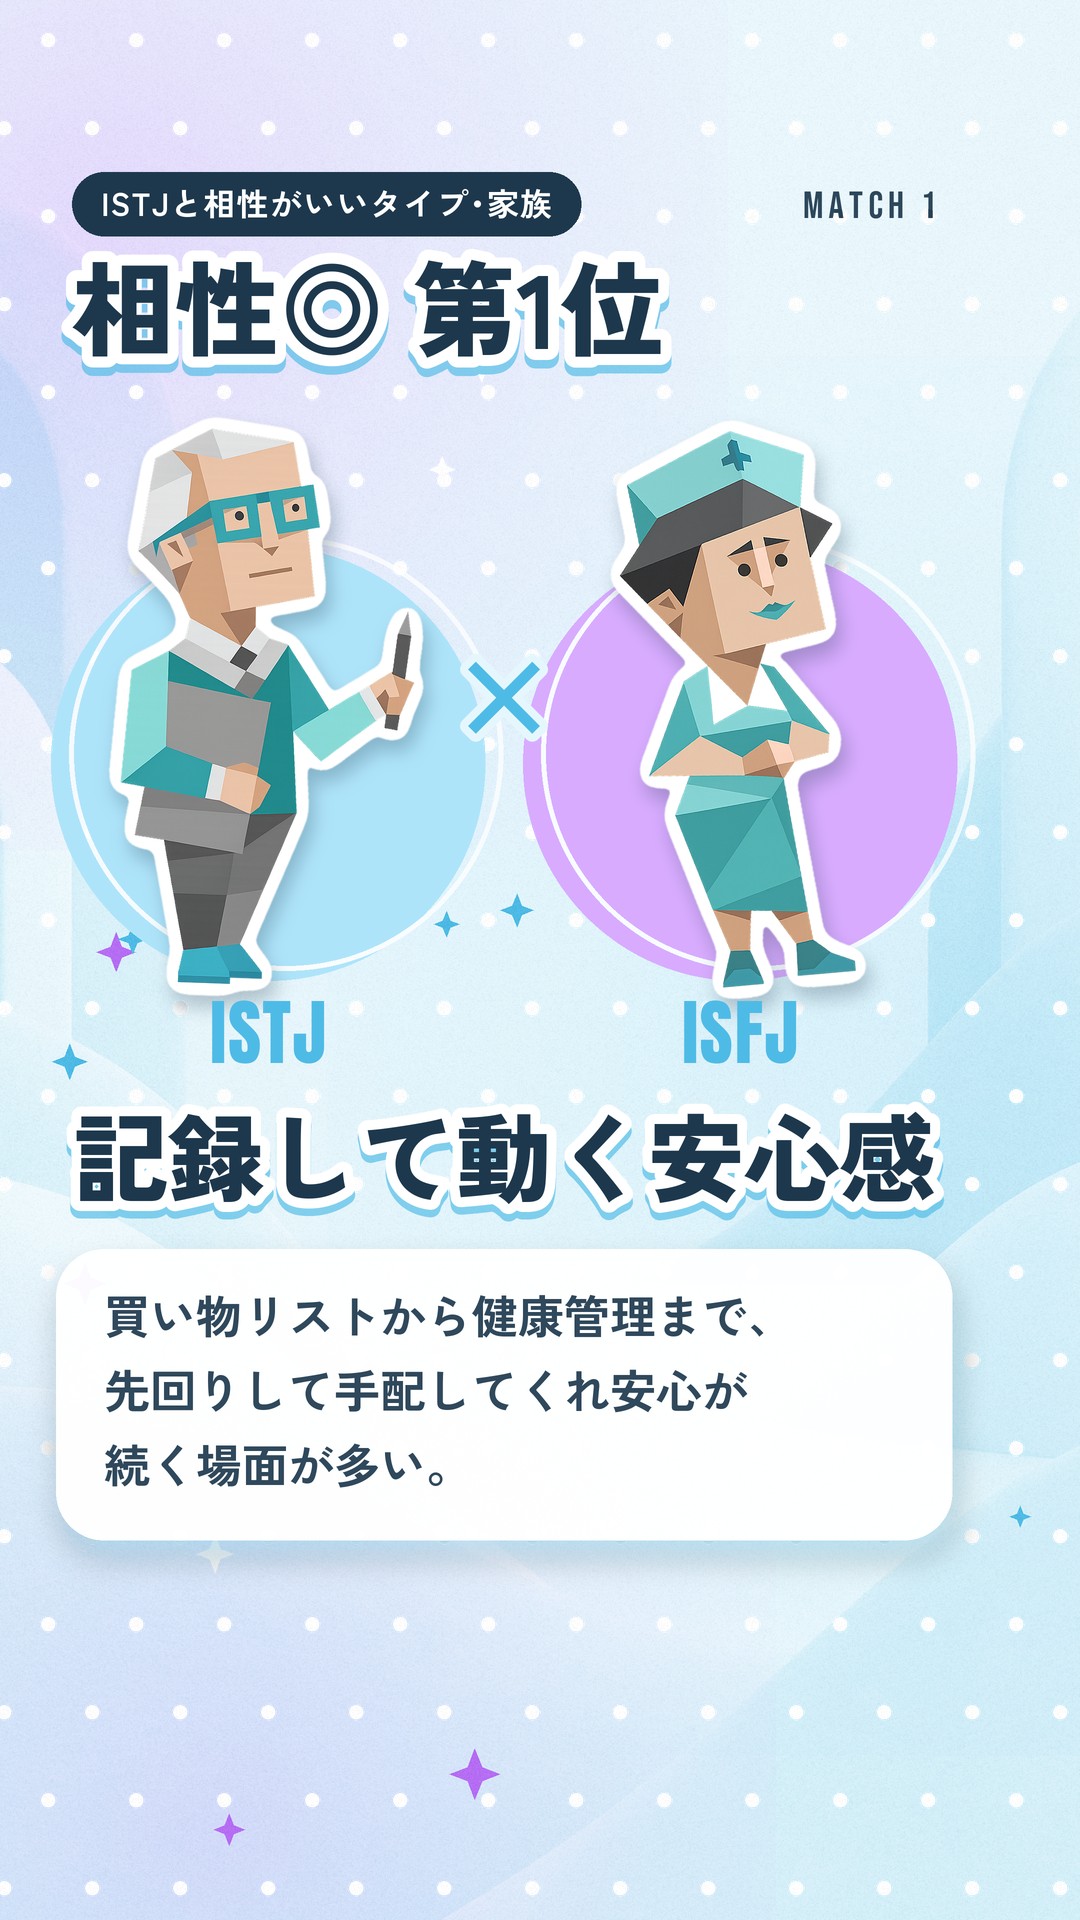 ISTJと相性がいいタイプ・家族
MATCH 1
相性◎ 第1位
ISTJ
ISFJ
記録して動く安心感
買い物リストから健康管理まで、
先回りして手配してくれ安心が
続く場面が多い。